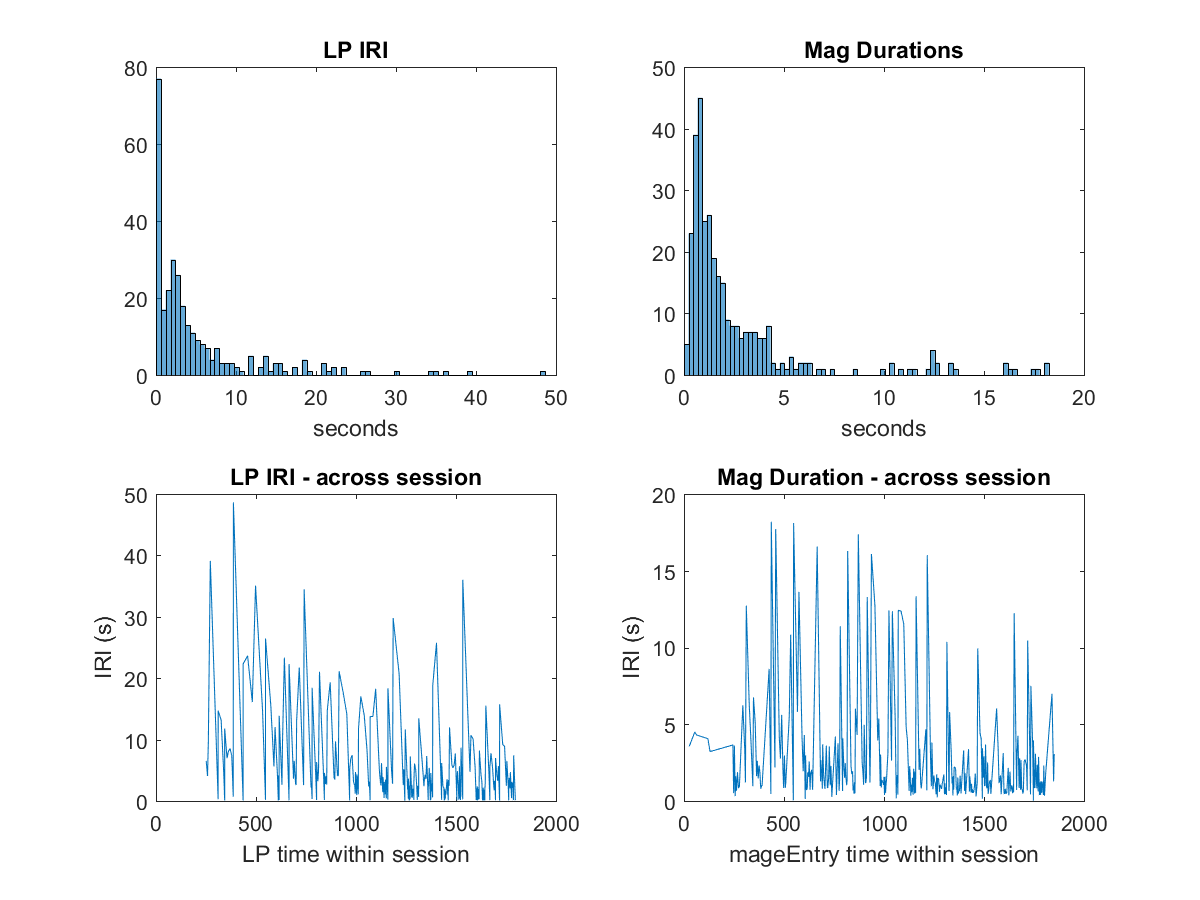 LP IRI
80
60
40
20
0
0 10 20 30 40 50
seconds
Mag Durations
50
40
30
20
10
0
0 5 10 15 20
seconds
LP IRI - across session
50
40
30
20
10
0
IRI (s)
0 500 1000 1500 2000
LP time within session
Mag Duration - across session
20
15
10
5
0
IRI (s)
0 500 1000 1500 2000
mageEntry time within session